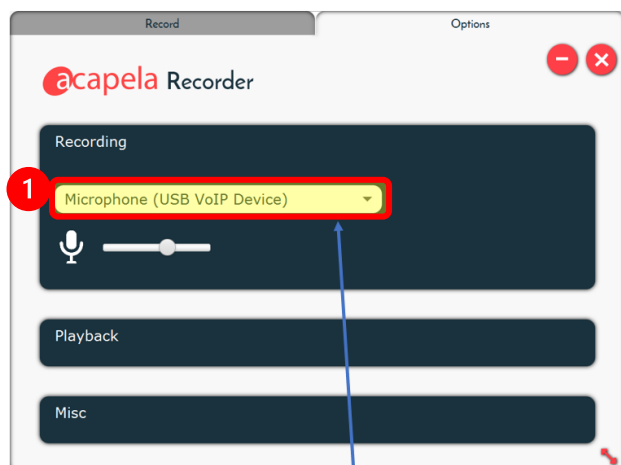 Record
Options
acapela Recorder
Recording
1
Microphone (USB VoIP Device)
Playback
Misc